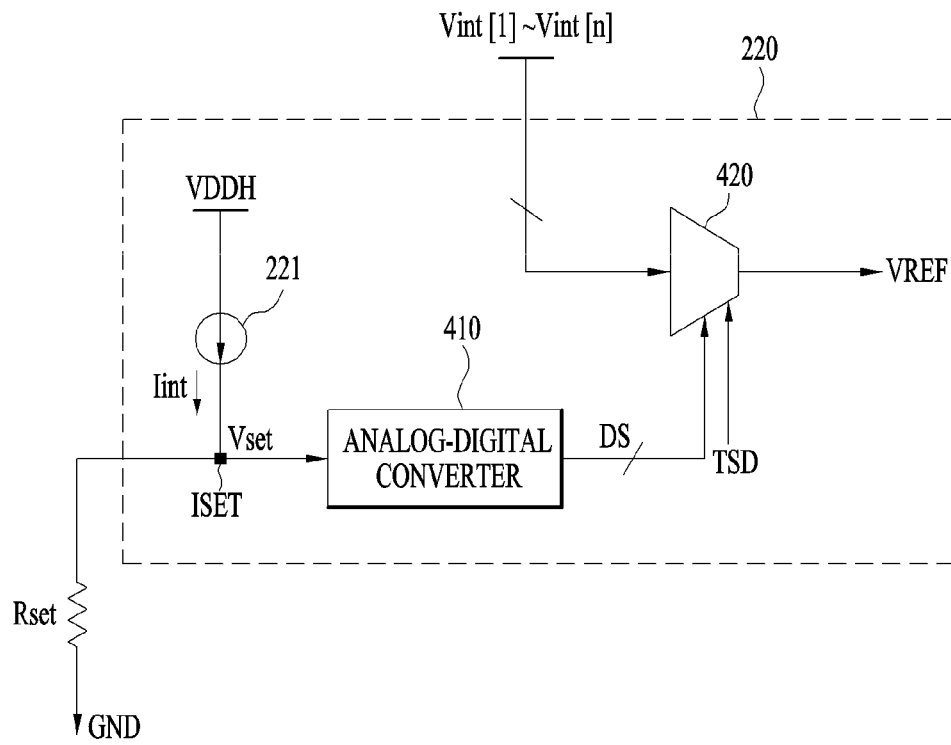 Vint [1] ~Vint [n]
220
VDDH
420
221
VREF
410
Iint
Vset
ANALOG-DIGITAL
CONVERTER
DS
TSD
ISET
Rset
GND